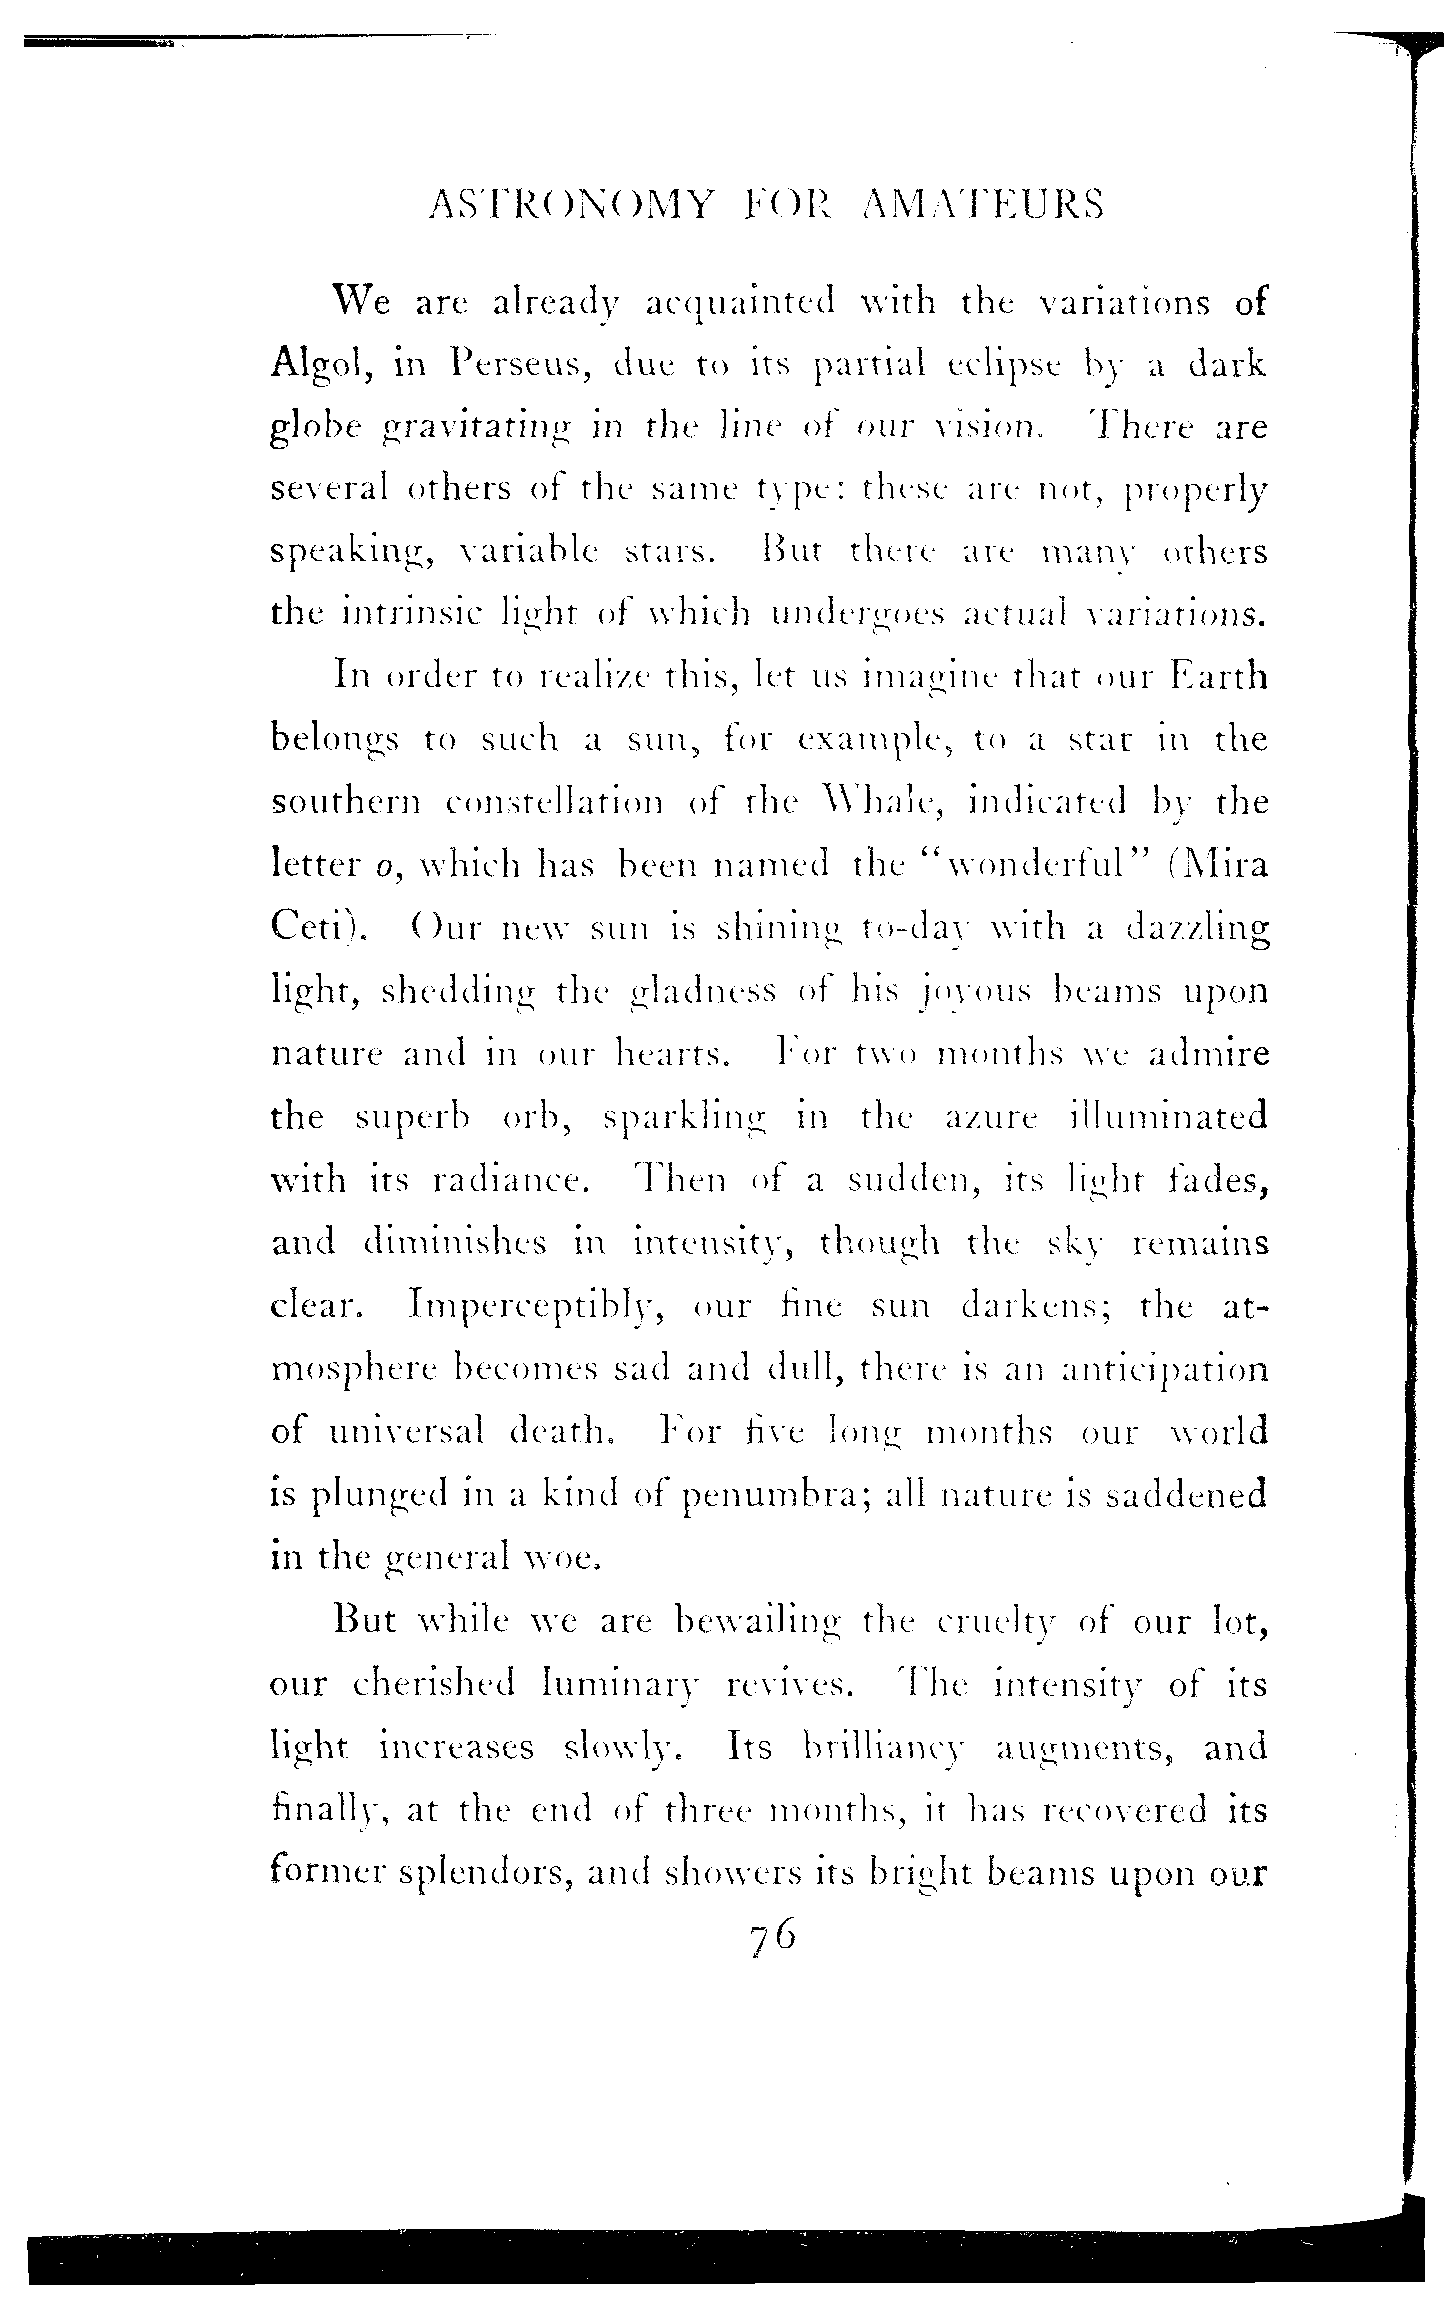 ASTRONOMY FOR AMATEURS
We are already acquainted with the variations of
Algol, in Perseus, due to its partial eclipse by a dark
globe gravitating in the line of our vision. There are
several others of the same type: these are not, properly
speaking, variable stars. But there are many others
the intrinsic light of which undergoes actual variations.
In order to realize this, let us imagine that our Earth
belongs to such a sun, for example, to a star in the
southern constellation of the Whale, indicated by the
letter o, which has been named the "wonderful" (Mira
Ceti). Our new sun is shining to-day with a dazzling
light, shedding the gladness of his joyous beams upon
nature and in our hearts. For two months we admire
the superb orb, sparkling in the azure illuminated
with its radiance. Then of a sudden, its light fades,
and diminishes in intensity, though the sky remains
clear. Imperceptibly, our fine sun darkens; the at-
mosphere becomes sad and dull, there is an anticipation
of universal death. For five long months our world
is plunged in a kind of penumbra; all nature is saddened
in the general woe.
But while we are bewailing the cruelty of our lot,
our cherished luminary revives. The intensity of its
light increases slowly. Its brilliancy augments, and
finally, at the end of three months, it has recovered its
former splendors, and showers its bright beams upon our
76